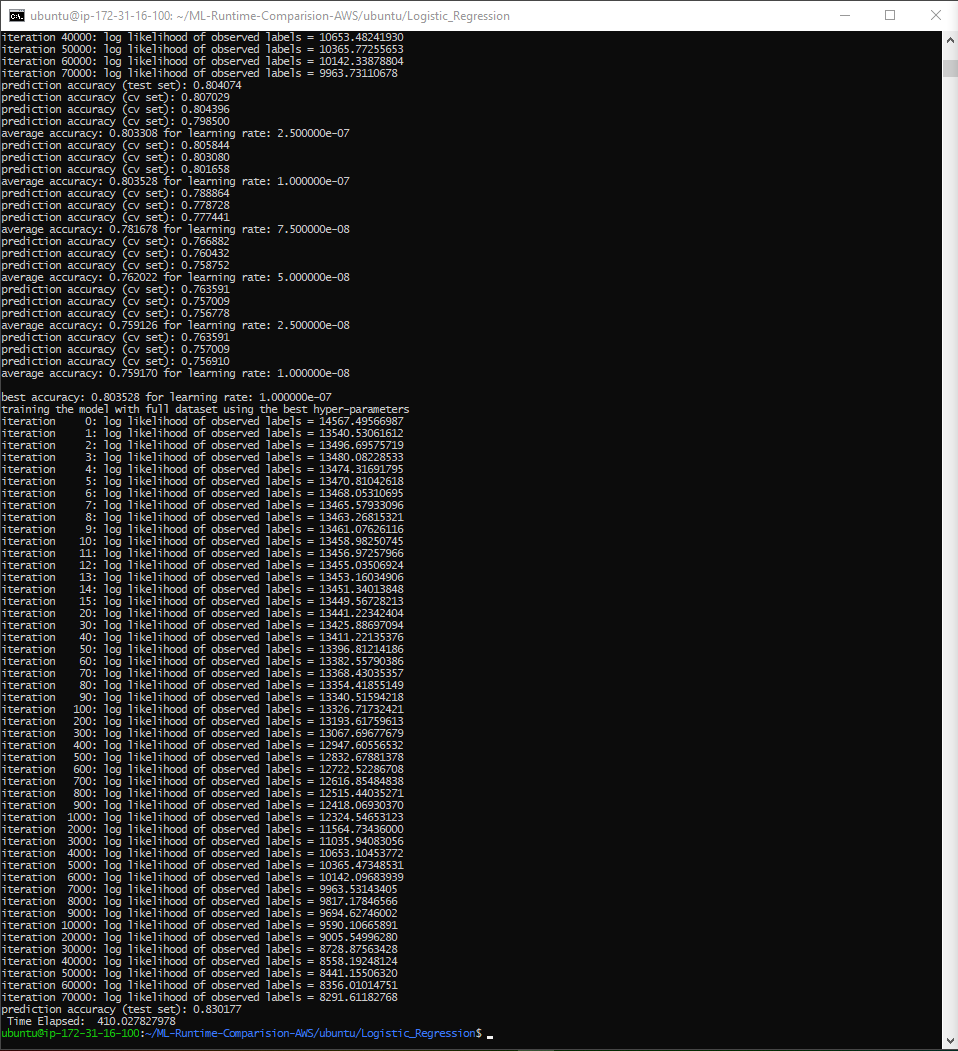 ubuntu@ip-172-31-16-100: ~/ML-Runtime-Comparision-AWS/ubuntu/Logistic_Regression
iteration 40000: log likelihood of observed labels = 10653.48241930
iteration 50000: log likelihood of observed labels = 10365.77255653
iteration 60000: log likelihood of observed labels = 10142.33878804
iteration 70000: log likelihood of observed labels = 9963.73110678
prediction accuracy (test set): 0.804074
prediction accuracy (cv set): 0.807029
prediction accuracy (cv set): 0.804396
prediction accuracy (cv set): 0.798500
average accuracy: 0.803308 for learning rate: 2.500000e-07
prediction accuracy (cv set): 0.805844
prediction accuracy (cv set): 0.803080
prediction accuracy (cv set): 0.801658
average accuracy: 0.803528 for learning rate: 1.000000e-07
prediction accuracy (cv set): 0.788864
prediction accuracy (cv set): 0.778728
prediction accuracy (cv set): 0.777441
average accuracy: 0.781678 for learning rate: 7.500000e-08
prediction accuracy (cv set): 0.766882
prediction accuracy (cv set): 0.760432
prediction accuracy (cv set): 0.758752
average accuracy: 0.762022 for learning rate: 5.000000e-08
prediction accuracy (cv set): 0.763591
prediction accuracy (cv set): 0.757009
prediction accuracy (cv set): 0.756778
average accuracy: 0.759126 for learning rate: 2.500000e-08
prediction accuracy (cv set): 0.763591
prediction accuracy (cv set): 0.757009
prediction accuracy (cv set): 0.756910
average accuracy: 0.759170 for learning rate: 1.000000e-08
best accuracy: 0.803528 for learning rate: 1.000000e-07
training the model with full dataset using the best hyper-parameters
iteration     0: log likelihood of observed labels = 14567.49566987
iteration     1: log likelihood of observed labels = 13540.53061612
iteration     2: log likelihood of observed labels = 13496.69575719
iteration     3: log likelihood of observed labels = 13480.08228533
iteration     4: log likelihood of observed labels = 13474.31691795
iteration     5: log likelihood of observed labels = 13470.81042618
iteration     6: log likelihood of observed labels = 13468.05310695
iteration     7: log likelihood of observed labels = 13465.57933096
iteration     8: log likelihood of observed labels = 13463.26815321
iteration     9: log likelihood of observed labels = 13461.07626116
iteration    10: log likelihood of observed labels = 13458.98250745
iteration    11: log likelihood of observed labels = 13456.97257966
iteration    12: log likelihood of observed labels = 13455.03506924
iteration    13: log likelihood of observed labels = 13453.16034906
iteration    14: log likelihood of observed labels = 13451.34013848
iteration    15: log likelihood of observed labels = 13449.56728213
iteration    20: log likelihood of observed labels = 13441.22342404
iteration    30: log likelihood of observed labels = 13425.88697094
iteration    40: log likelihood of observed labels = 13411.22135376
iteration    50: log likelihood of observed labels = 13396.81214186
iteration    60: log likelihood of observed labels = 13382.55790386
iteration    70: log likelihood of observed labels = 13368.43035357
iteration    80: log likelihood of observed labels = 13354.41855149
iteration    90: log likelihood of observed labels = 13340.51594218
iteration   100: log likelihood of observed labels = 13326.71732421
iteration   200: log likelihood of observed labels = 13193.61759613
iteration   300: log likelihood of observed labels = 13067.69677679
iteration   400: log likelihood of observed labels = 12947.60556532
iteration   500: log likelihood of observed labels = 12832.67881378
iteration   600: log likelihood of observed labels = 12722.52286708
iteration   700: log likelihood of observed labels = 12616.85484838
iteration   800: log likelihood of observed labels = 12515.44035271
iteration   900: log likelihood of observed labels = 12418.06930370
iteration  1000: log likelihood of observed labels = 12324.54653123
iteration  2000: log likelihood of observed labels = 11564.73436000
iteration  3000: log likelihood of observed labels = 11035.94083056
iteration  4000: log likelihood of observed labels = 10653.10453772
iteration  5000: log likelihood of observed labels = 10365.47348531
iteration  6000: log likelihood of observed labels = 10142.09683939
iteration  7000: log likelihood of observed labels = 9963.53143405
iteration  8000: log likelihood of observed labels = 9817.17846566
iteration  9000: log likelihood of observed labels = 9694.62746002
iteration 10000: log likelihood of observed labels = 9590.10665891
iteration 20000: log likelihood of observed labels = 9005.54996280
iteration 30000: log likelihood of observed labels = 8728.87563428
iteration 40000: log likelihood of observed labels = 8558.19248124
iteration 50000: log likelihood of observed labels = 8441.15506320
iteration 60000: log likelihood of observed labels = 8356.01014751
iteration 70000: log likelihood of observed labels = 8291.61182768
prediction accuracy (test set): 0.830177
 Time Elapsed:  410.027827978
ubuntu@ip-172-31-16-100:~/ML-Runtime-Comparision-AWS/ubuntu/Logistic_Regression$